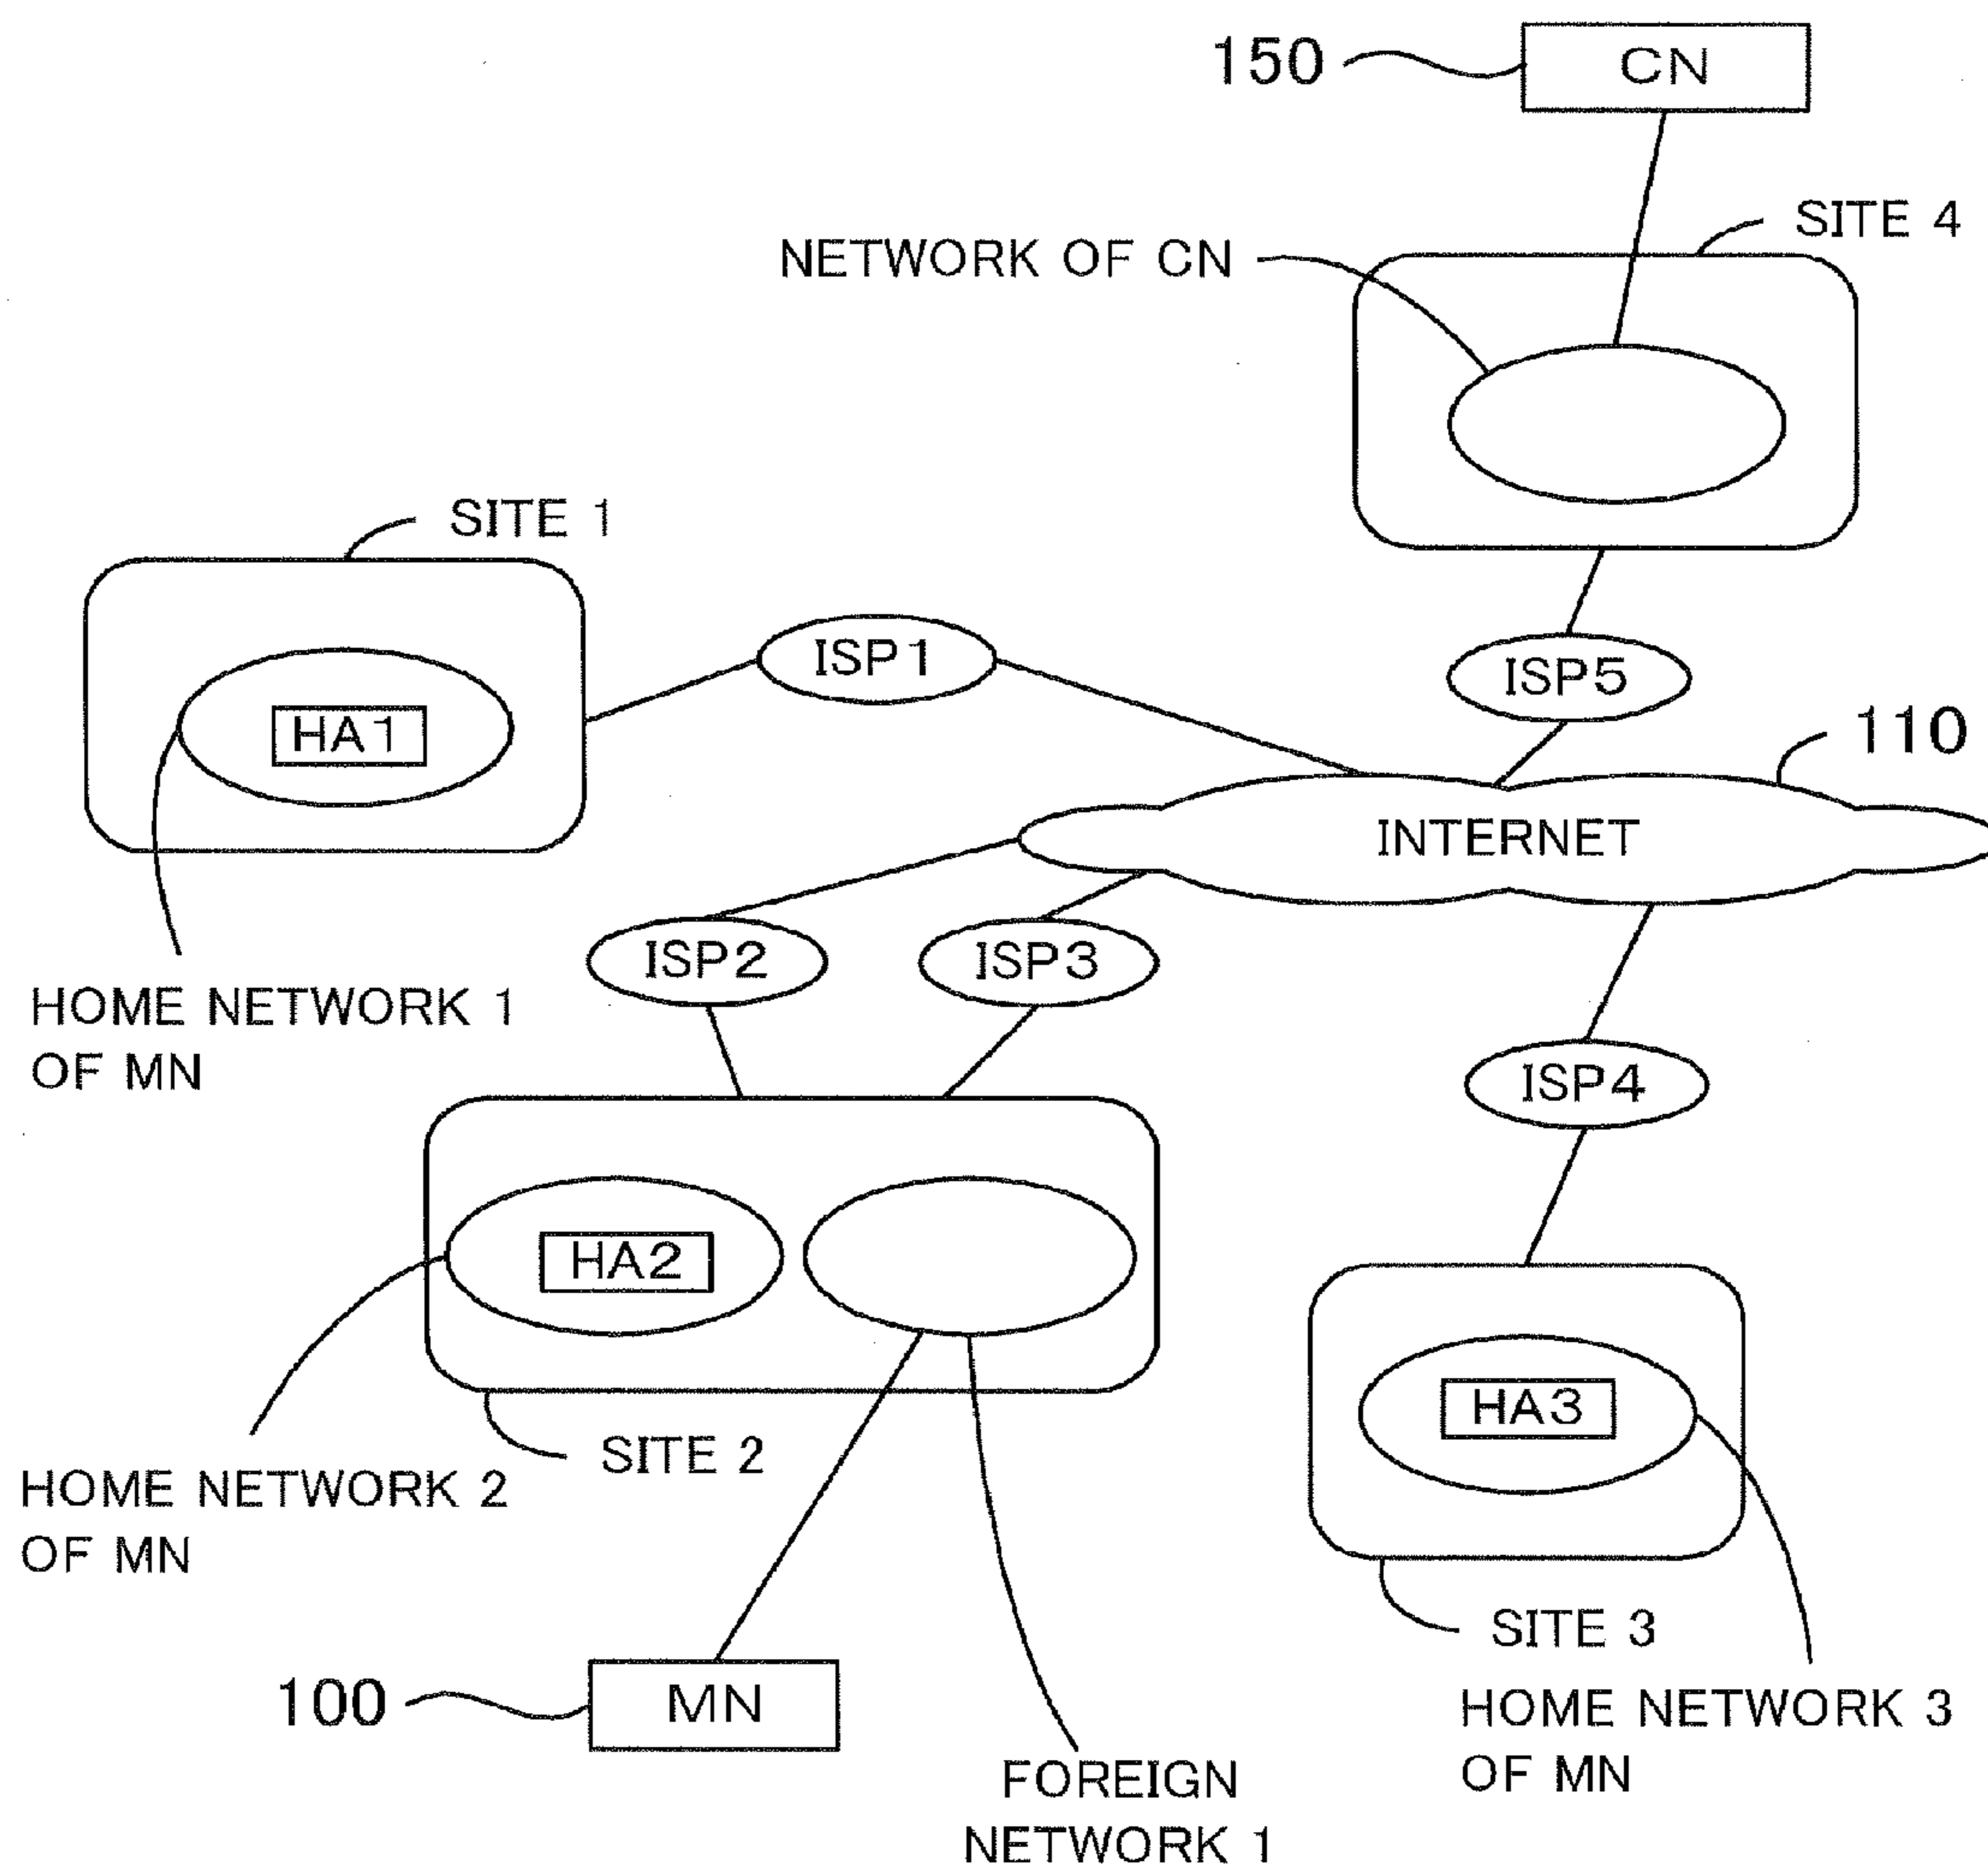 150
CN
SITE 4
NETWORK OF CN
SITE 1
ISP1
ISP5
110
HA1
INTERNET
ISP2
ISP3
HOME NETWORK 1
OF MN
ISP4
HA2
HA3
SITE 2
HOME NETWORK 2
OF MN
SITE 3
100
MN
HOME NETWORK 3
OF MN
FOREIGN
NETWORK 1